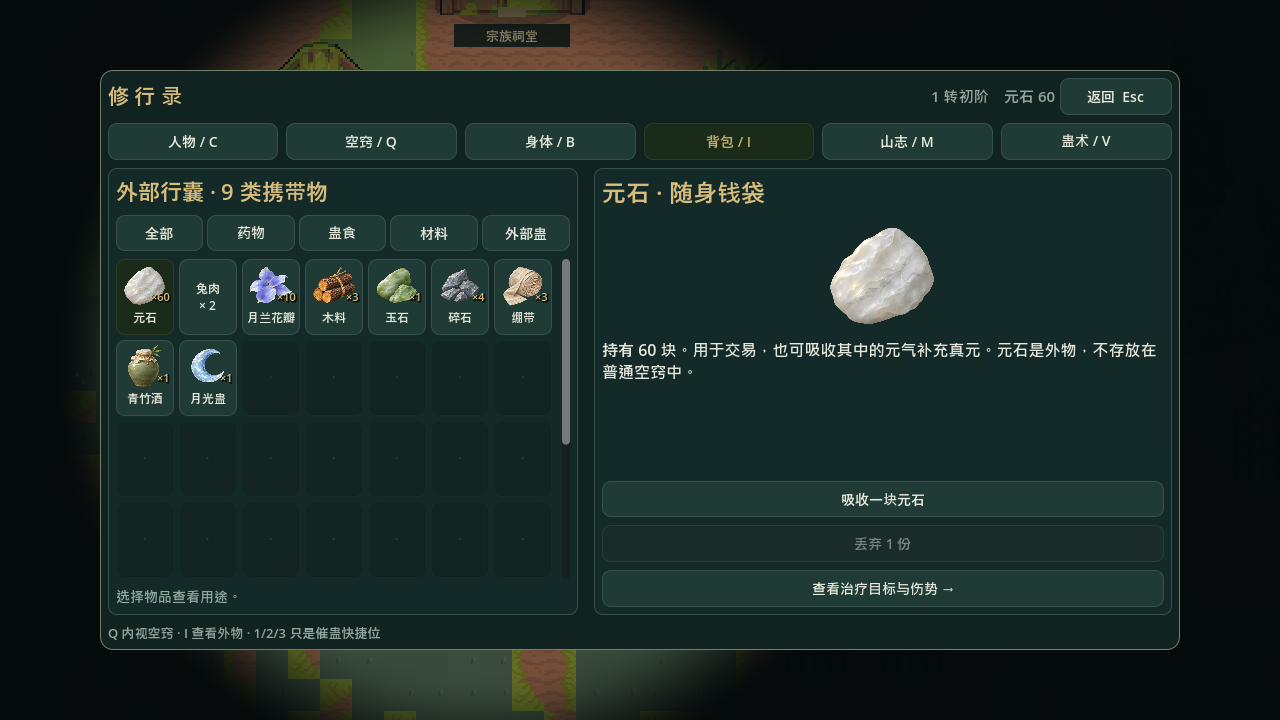 宗族祠堂
修行录
1 转初阶 元石 60 返回 Esc
人物 / C 空窍 / Q 身体 / B 背包 / I 山志 / M 蛊术 / V
外部行囊 · 9 类携带物
全部 药物 蛊食 材料 外部蛊
×60 兔肉 ×10 ×3 ×1 ×4 ×3
× 2
元石 月兰花瓣 木料 玉石 碎石 绷带
×1 ×1
青竹酒 月光蛊
选择物品查看用途。
元石 · 随身钱袋
持有 60 块。用于交易，也可吸收其中的元气补充真元。元石是外物，不存放在
普通空窍中。
吸收一块元石
丢弃 1 份
查看治疗目标与伤势 →
Q 内视空窍 · I 查看外物 · 1/2/3 只是催蛊快捷位